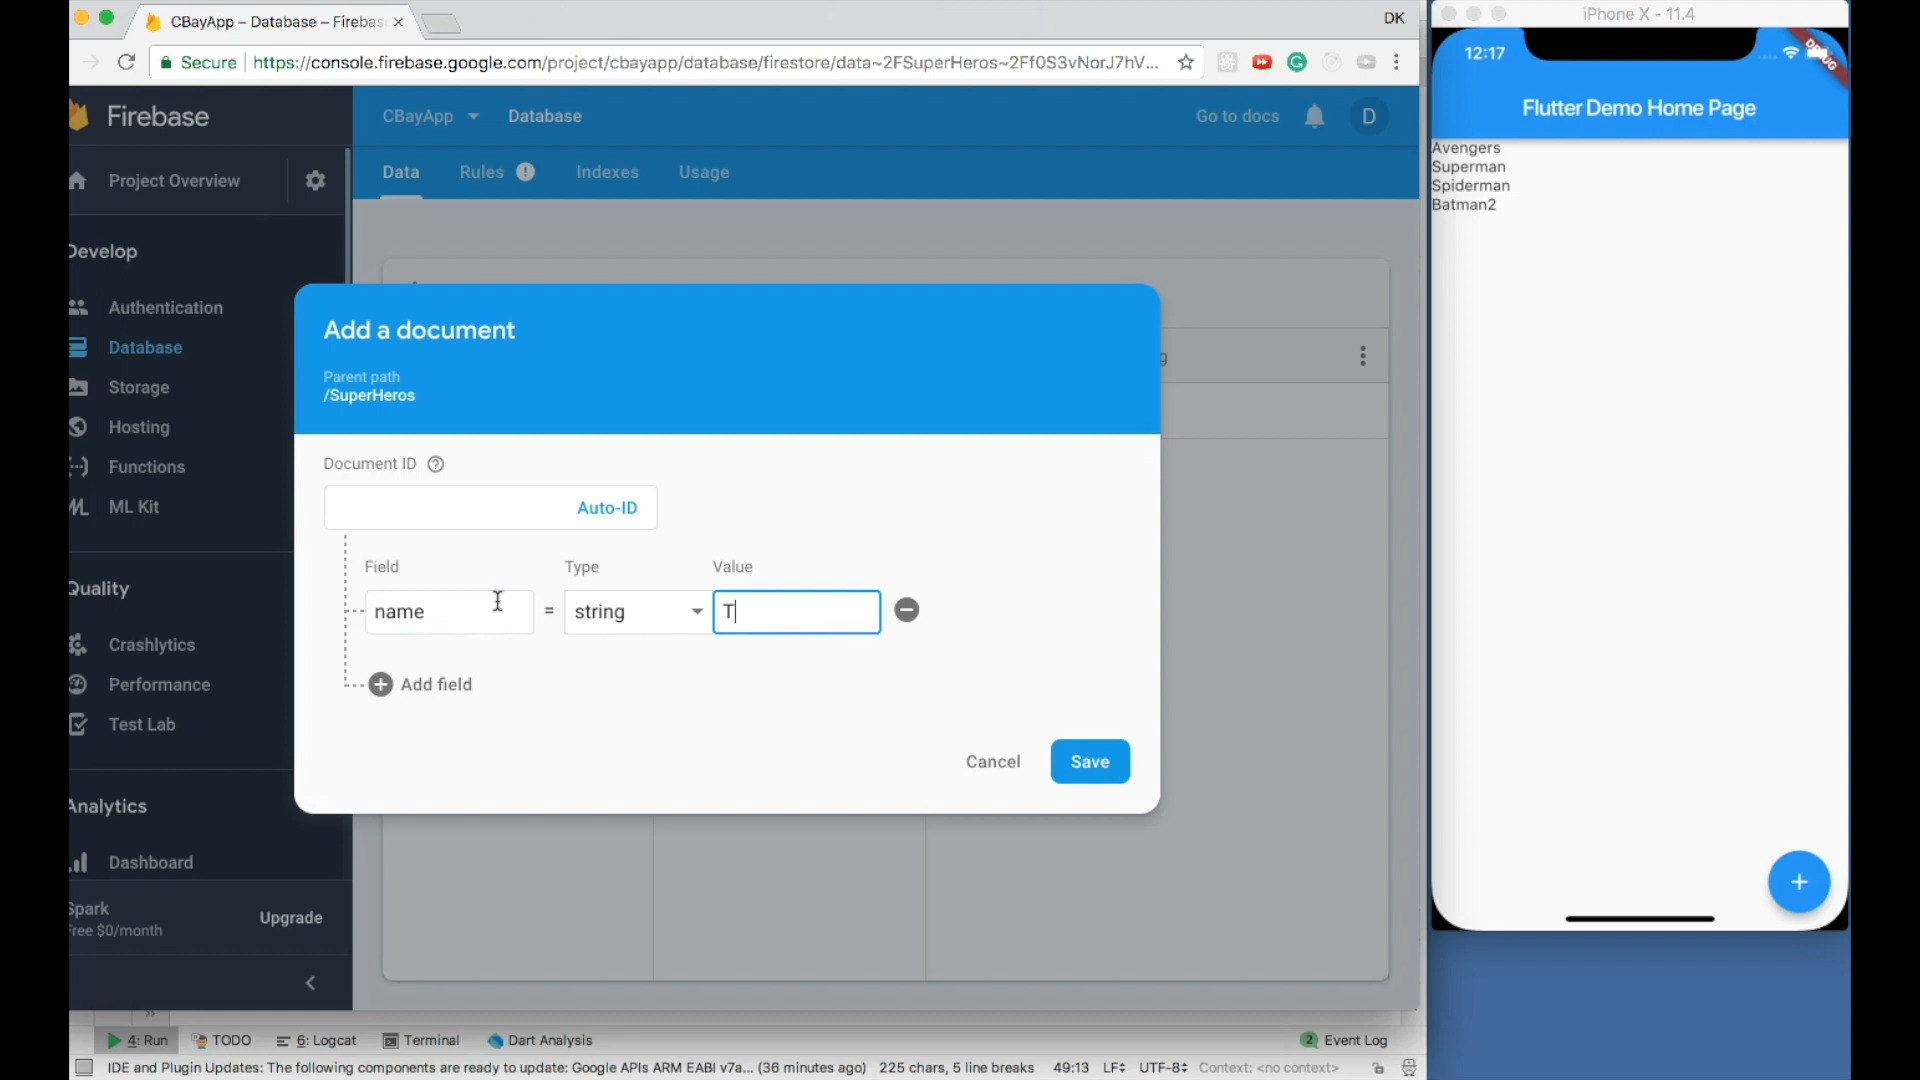 CBayApp – Database – Firebas
DK
Secure
https://console.firebase.google.com/project/cbayapp/database/firestore/data~2FSuperHeros~2Ff0S3vNorJ7hV...
Firebase
CBayApp
Database
Go to docs
D
Project Overview
Data
Rules
Indexes
Usage
Develop
Authentication
Database
Storage
Hosting
Functions
ML Kit
Quality
Crashlytics
Performance
Test Lab
Analytics
Dashboard
Spark
Free $0/month
Upgrade
Add a document
Parent path
/SuperHeros
Document ID
Auto-ID
Field
Type
Value
name
=
string
T
Add field
Cancel
Save
4: Run
TODO
6: Logcat
Terminal
Dart Analysis
2 Event Log
IDE and Plugin Updates: The following components are ready to update: Google APIs ARM EABI v7a... (36 minutes ago)
225 chars, 5 line breaks
49:13
LF
UTF-8
Context: <no context>
iPhone X - 11.4
12:17
DEBUG
Flutter Demo Home Page
Avengers
Superman
Spiderman
Batman2